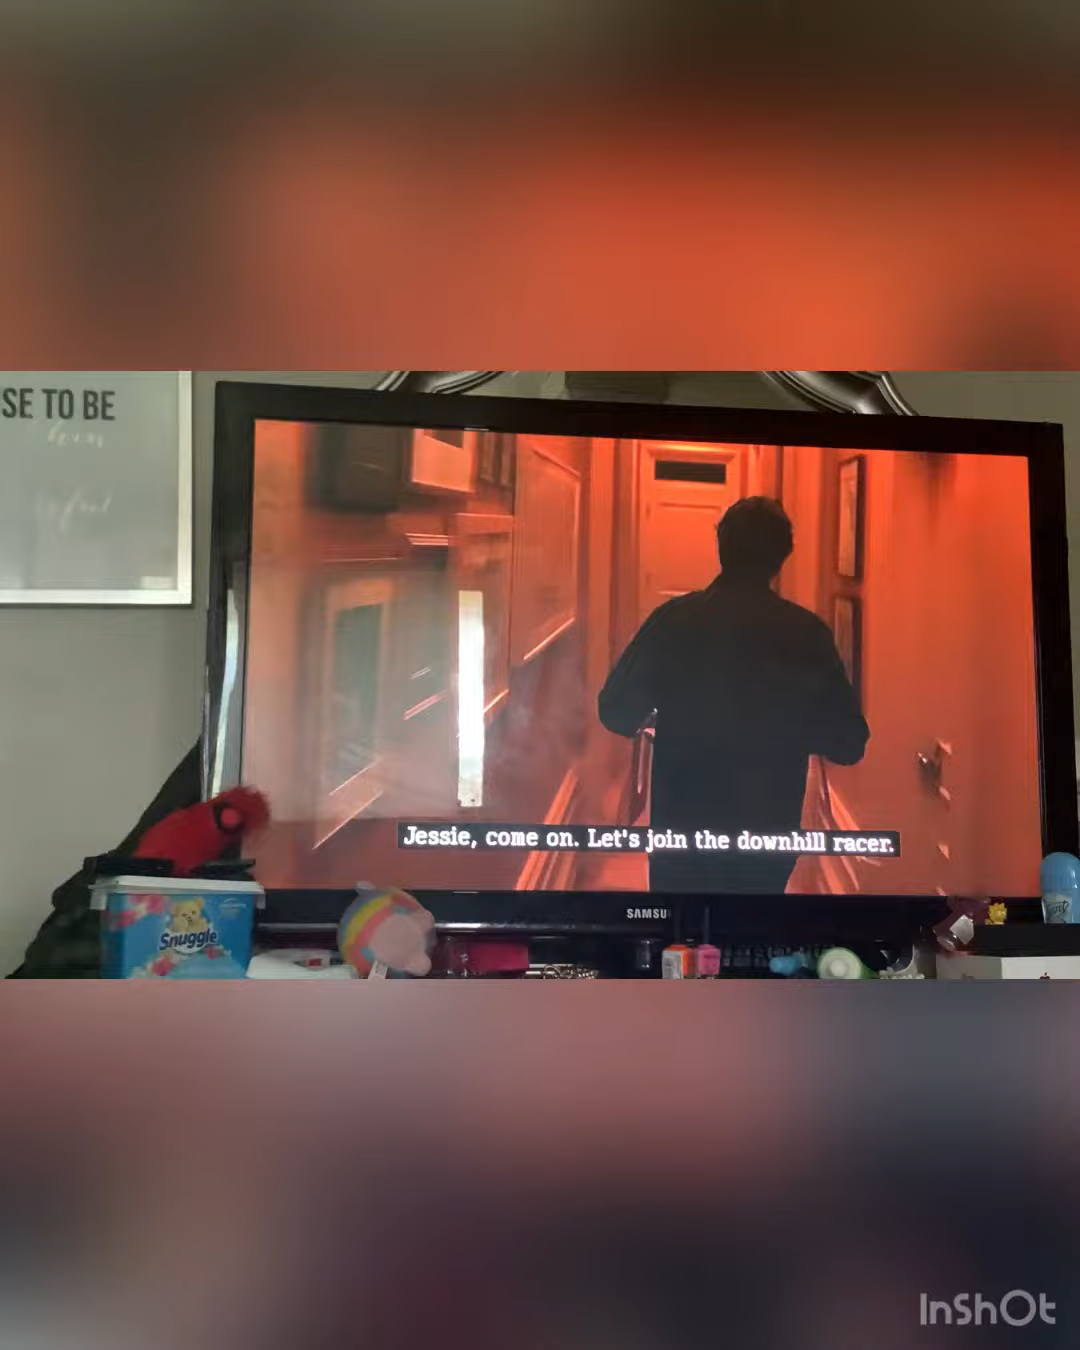 SE TO BE
Jessie, come on. Let's join the downhill racer.
SAMSU
Snuggle
InShOt